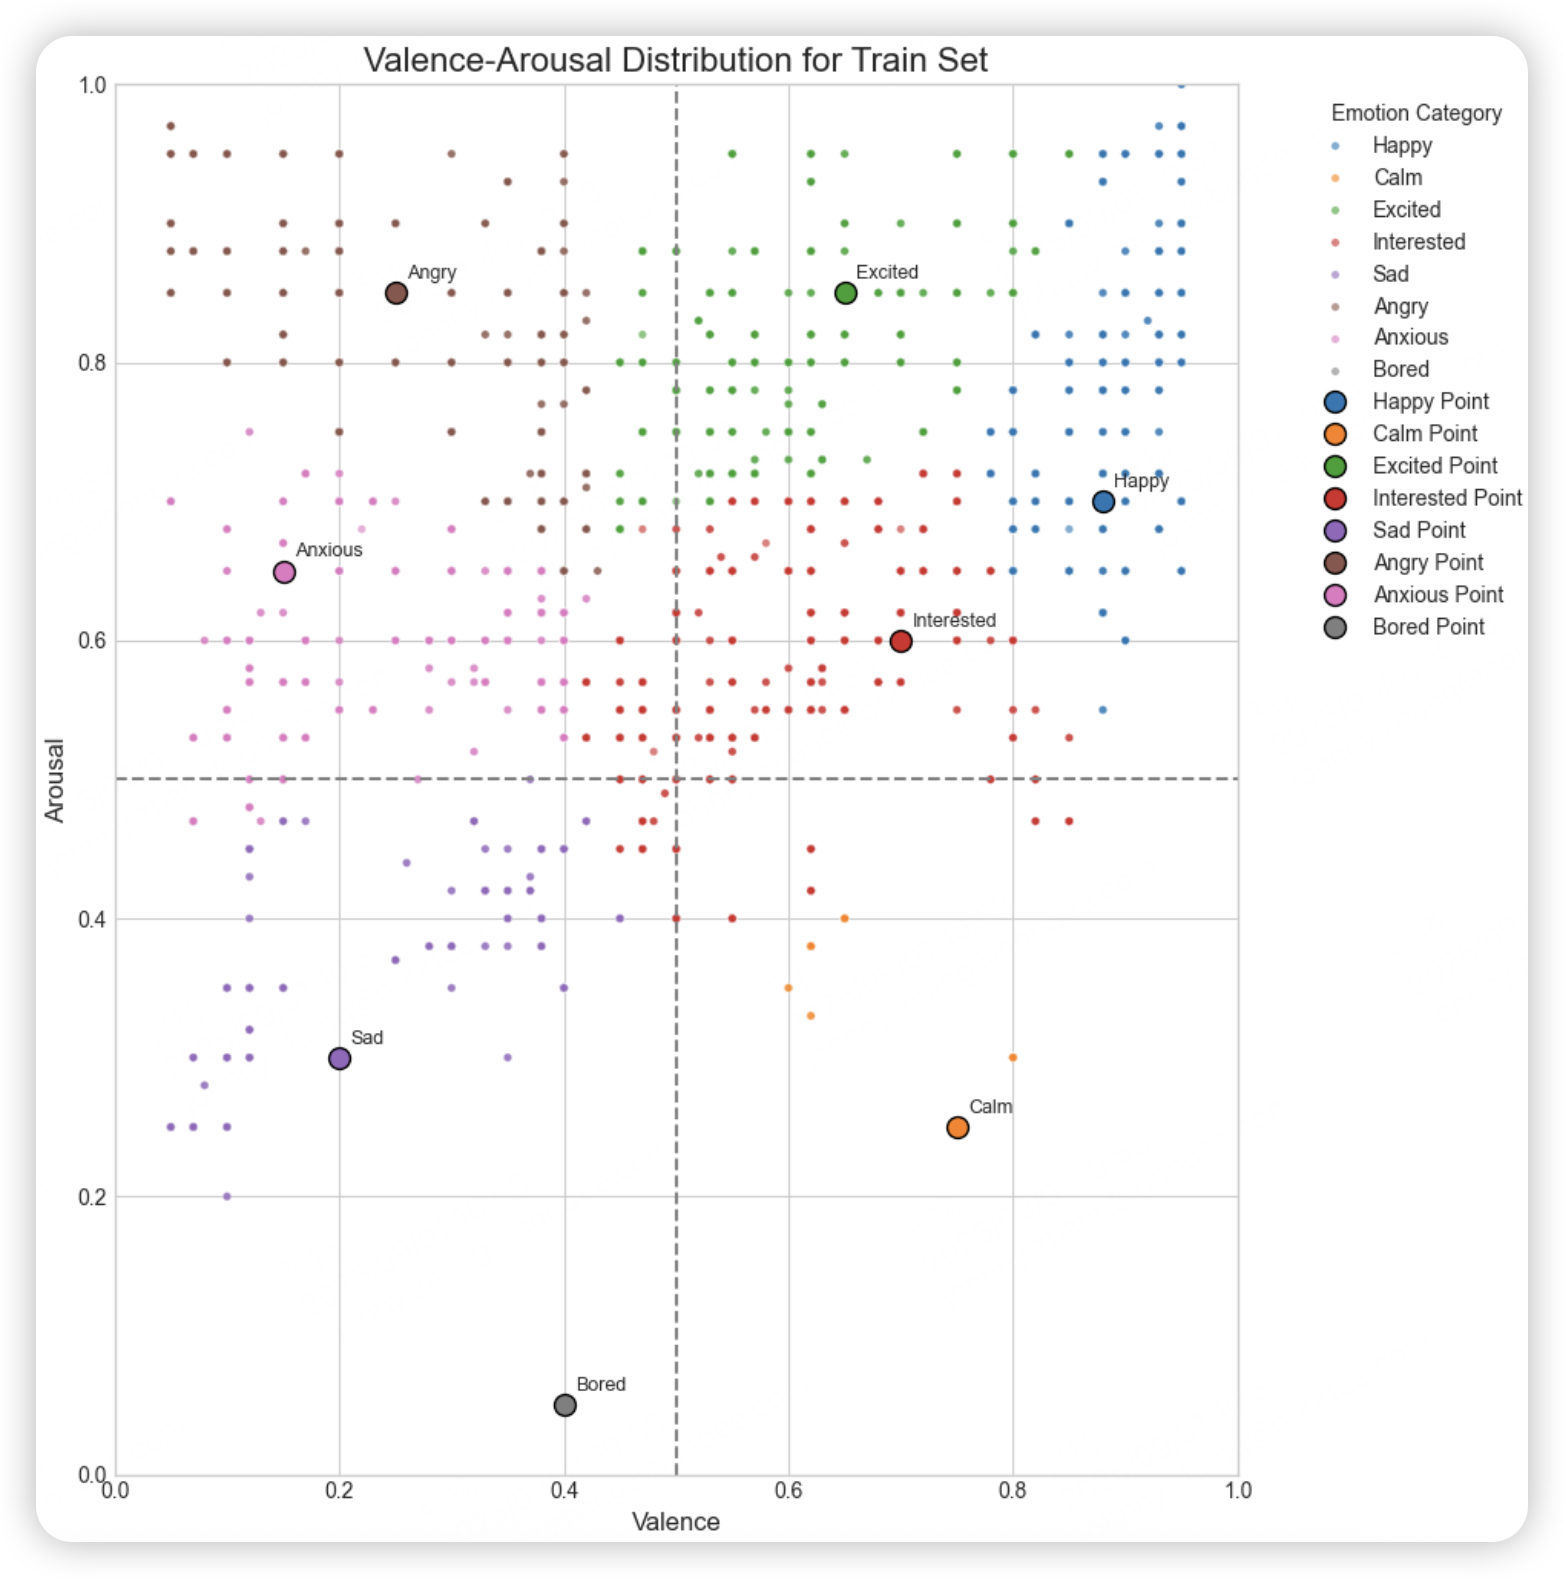 Valence-Arousal Distribution for Train Set
1.0
0.8
0.6
0.4
0.2
0.0
Arousal
0.0 0.2 0.4 0.6 0.8 1.0
Valence
Angry
Excited
Happy
Anxious
Interested
Sad
Calm
Bored
Emotion Category
Happy
Calm
Excited
Interested
Sad
Angry
Anxious
Bored
Happy Point
Calm Point
Excited Point
Interested Point
Sad Point
Angry Point
Anxious Point
Bored Point